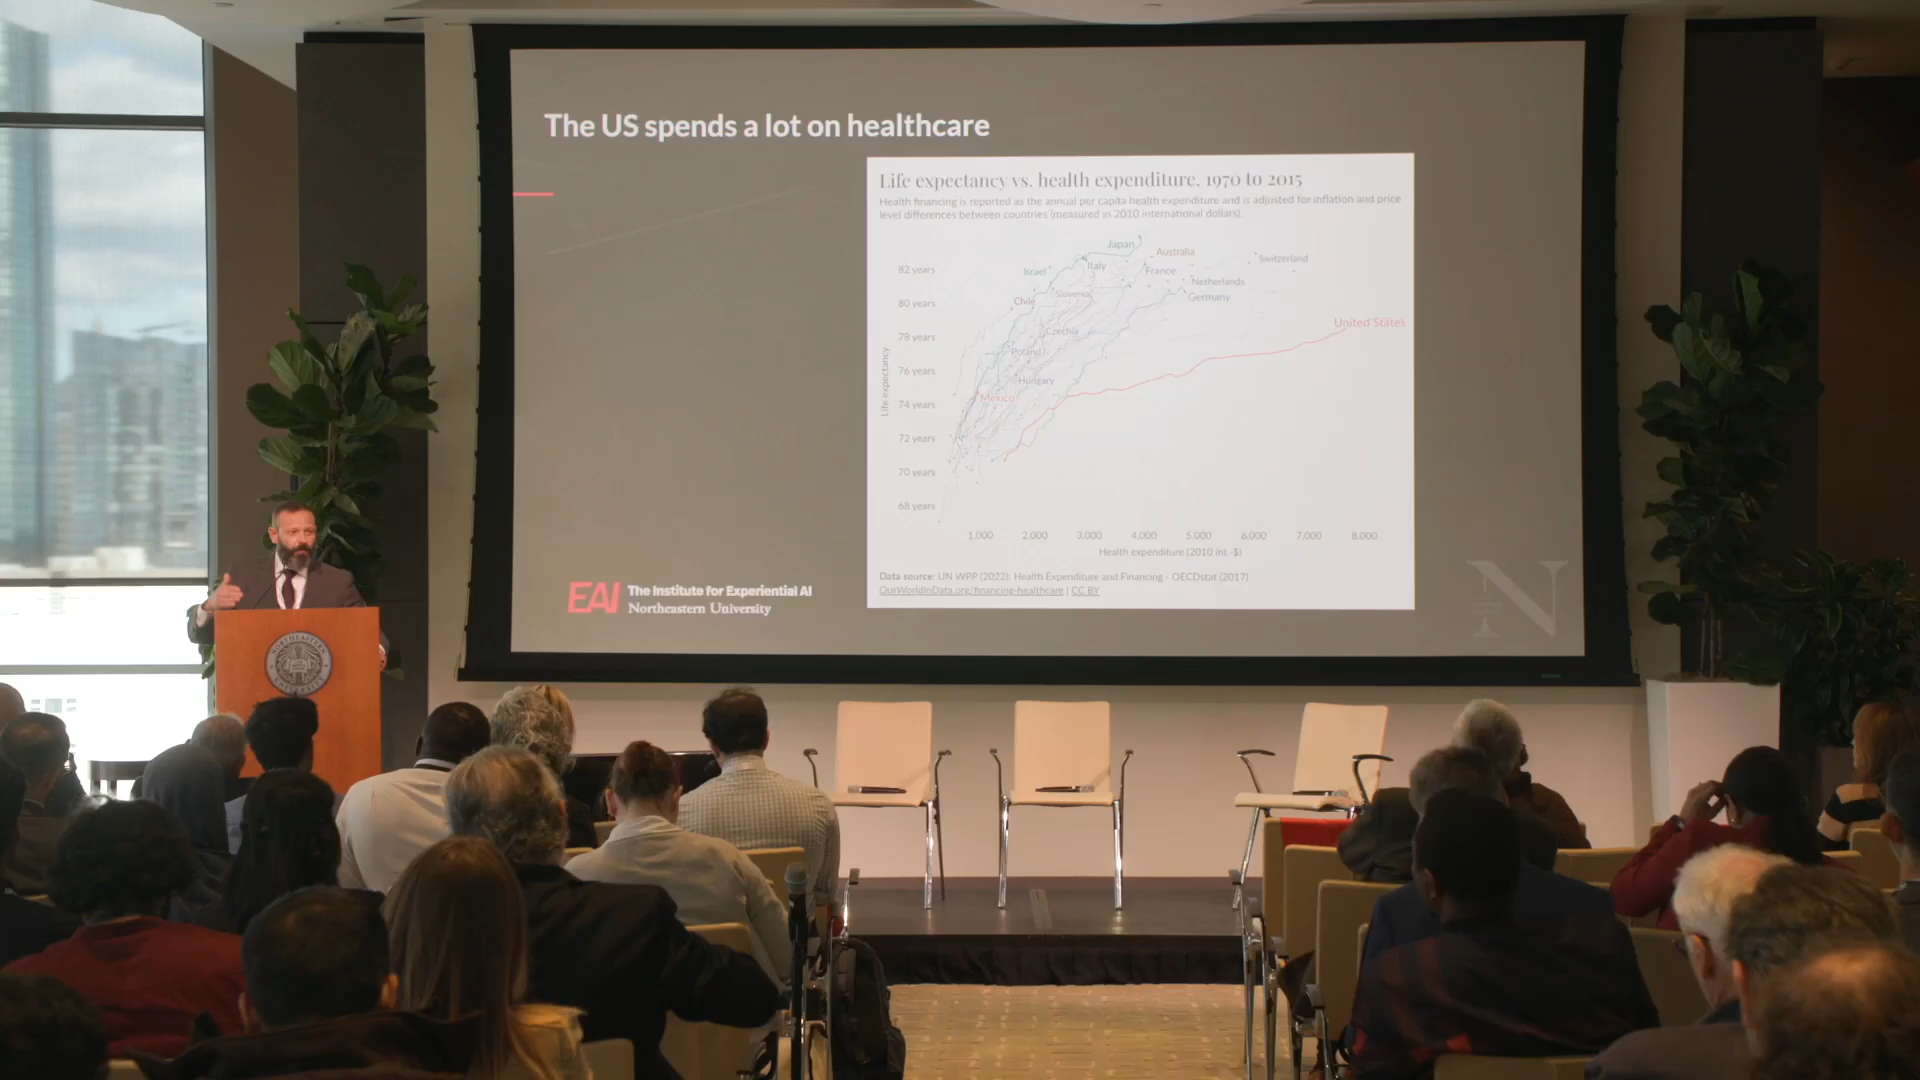 The US spends a lot on healthcare
Life expectancy vs. health expenditure, 1970 to 2015
Health financing is reported as the annual per capita health expenditure and is adjusted for inflation and price
level differences between countries (measured in 2010 international dollars).
Japan
Australia
Switzerland
Italy
82 years
Israel
France
Netherlands
Slovenia
Germany
80 years
Chile
United States
Czechia
78 years
Poland
76 years
Hungary
Mexico
74 years
Life expectancy
72 years
70 years
68 years
1,000 2,000 3,000 4,000 5,000 6,000 7,000 8,000
Health expenditure (2010 int.-$)
Data source: UN WPP (2022); Health Expenditure and Financing - OECDstat (2017)
OurWorldInData.org/financing-healthcare | CC BY
EAI The Institute for Experiential AI
Northeastern University
N
NORTHEASTERN
UNIVERSITY